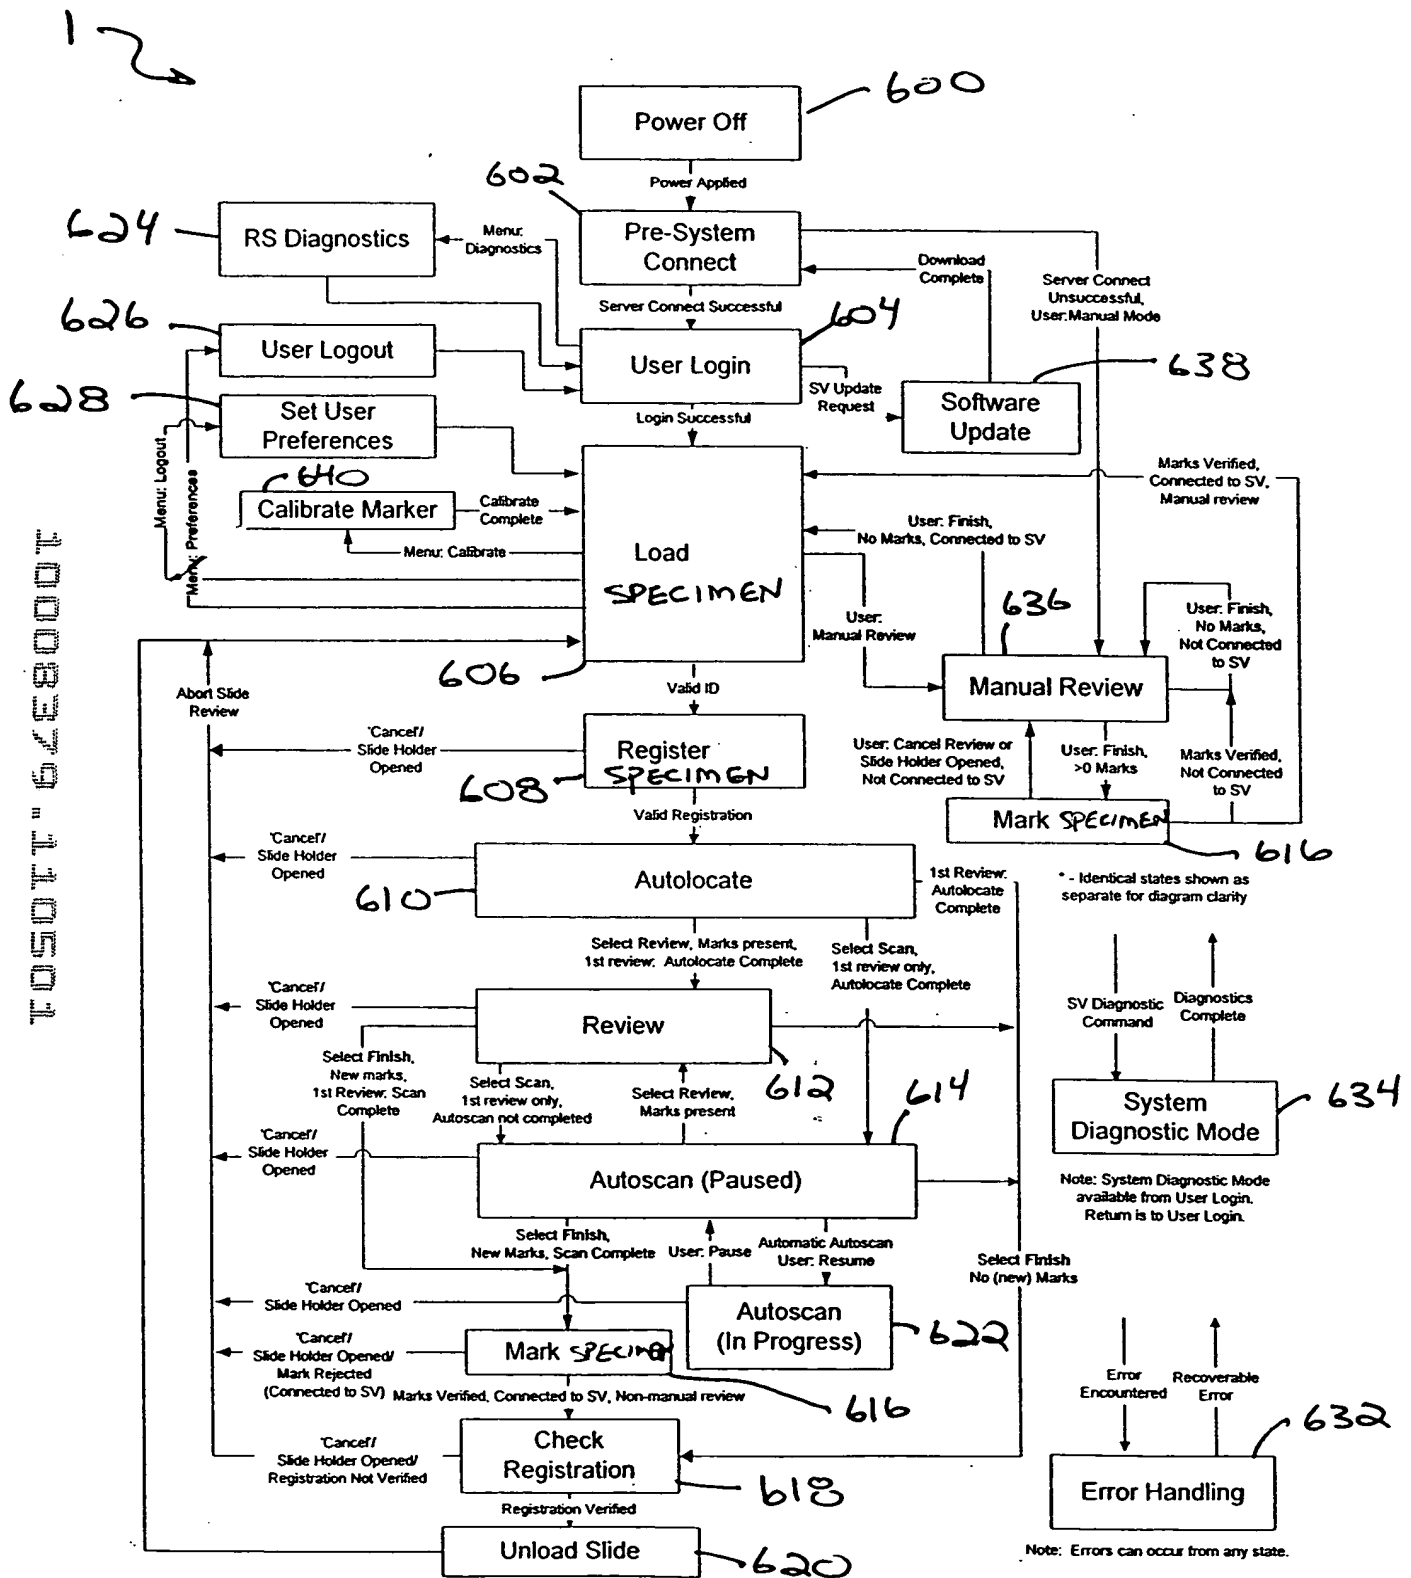 1
600
Power Off
602
Power Applied
624
RS Diagnostics
Menu:
Diagnostics
Pre-System
Connect
Download
Complete
Server Connect
Unsuccessful,
User:Manual Mode
Server Connect Successful
626
User Logout
604
User Login
638
SV Update
Request
Software
Update
628
Set User
Preferences
Login Successful
Menu: Logout
Menu: Preferences
640
Calibrate Marker
Calibrate
Complete
Menu: Calibrate
Load
SPECIMEN
606
Marks Verified,
Connected to SV,
Manual review
User: Finish,
No Marks, Connected to SV
User:
Manual Review
636
Manual Review
User: Finish,
No Marks,
Not Connected
to SV
10008379.110501
Abort Slide
Review
Valid ID
"Cancel"/
Slide Holder
Opened
Register
SPECIMEN
608
User: Cancel Review or
Slide Holder Opened,
Not Connected to SV
User: Finish,
>0 Marks
Marks Verified,
Not Connected
to SV
Mark SPECIMEN
616
Valid Registration
"Cancel"/
Slide Holder
Opened
Autolocate
610
1st Review:
Autolocate
Complete
* - Identical states shown as
separate for diagram clarity
Select Review, Marks present,
1st review: Autolocate Complete
Select Scan,
1st review only,
Autolocate Complete
"Cancel"/
Slide Holder
Opened
Review
612
SV Diagnostic
Command
Diagnostics
Complete
Select Finish,
New marks,
1st Review: Scan
Complete
Select Scan,
1st review only,
Autoscan not completed
Select Review,
Marks present
614
System
Diagnostic Mode
634
"Cancel"/
Slide Holder
Opened
Autoscan (Paused)
Note: System Diagnostic Mode
available from User Login.
Return is to User Login.
Select Finish,
New Marks, Scan Complete
User: Pause
Automatic Autoscan
User: Resume
Select Finish
No (new) Marks
"Cancel"/
Slide Holder Opened
Autoscan
(In Progress)
622
"Cancel"/
Slide Holder Opened/
Mark Rejected
(Connected to SV)
Mark SPECIMEN
616
Marks Verified, Connected to SV, Non-manual review
Error
Encountered
Recoverable
Error
"Cancel"/
Slide Holder Opened/
Registration Not Verified
Check
Registration
618
632
Error Handling
Registration Verified
Unload Slide
620
Note: Errors can occur from any state.